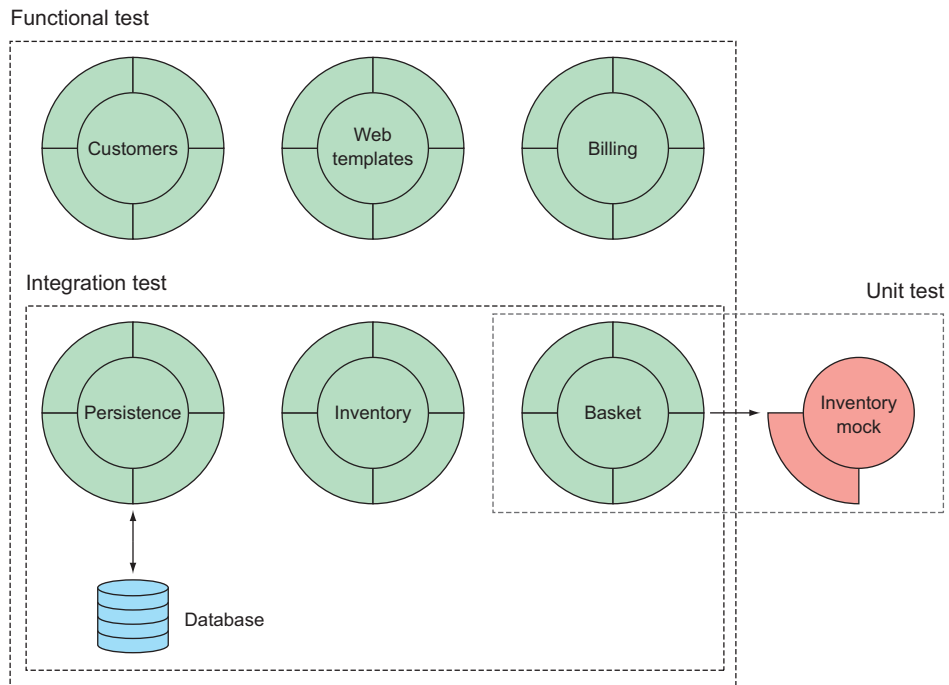 Functional test
Customers
Web
templates
Billing
Integration test
Unit test
Persistence
Inventory
Basket
Inventory
mock
Database